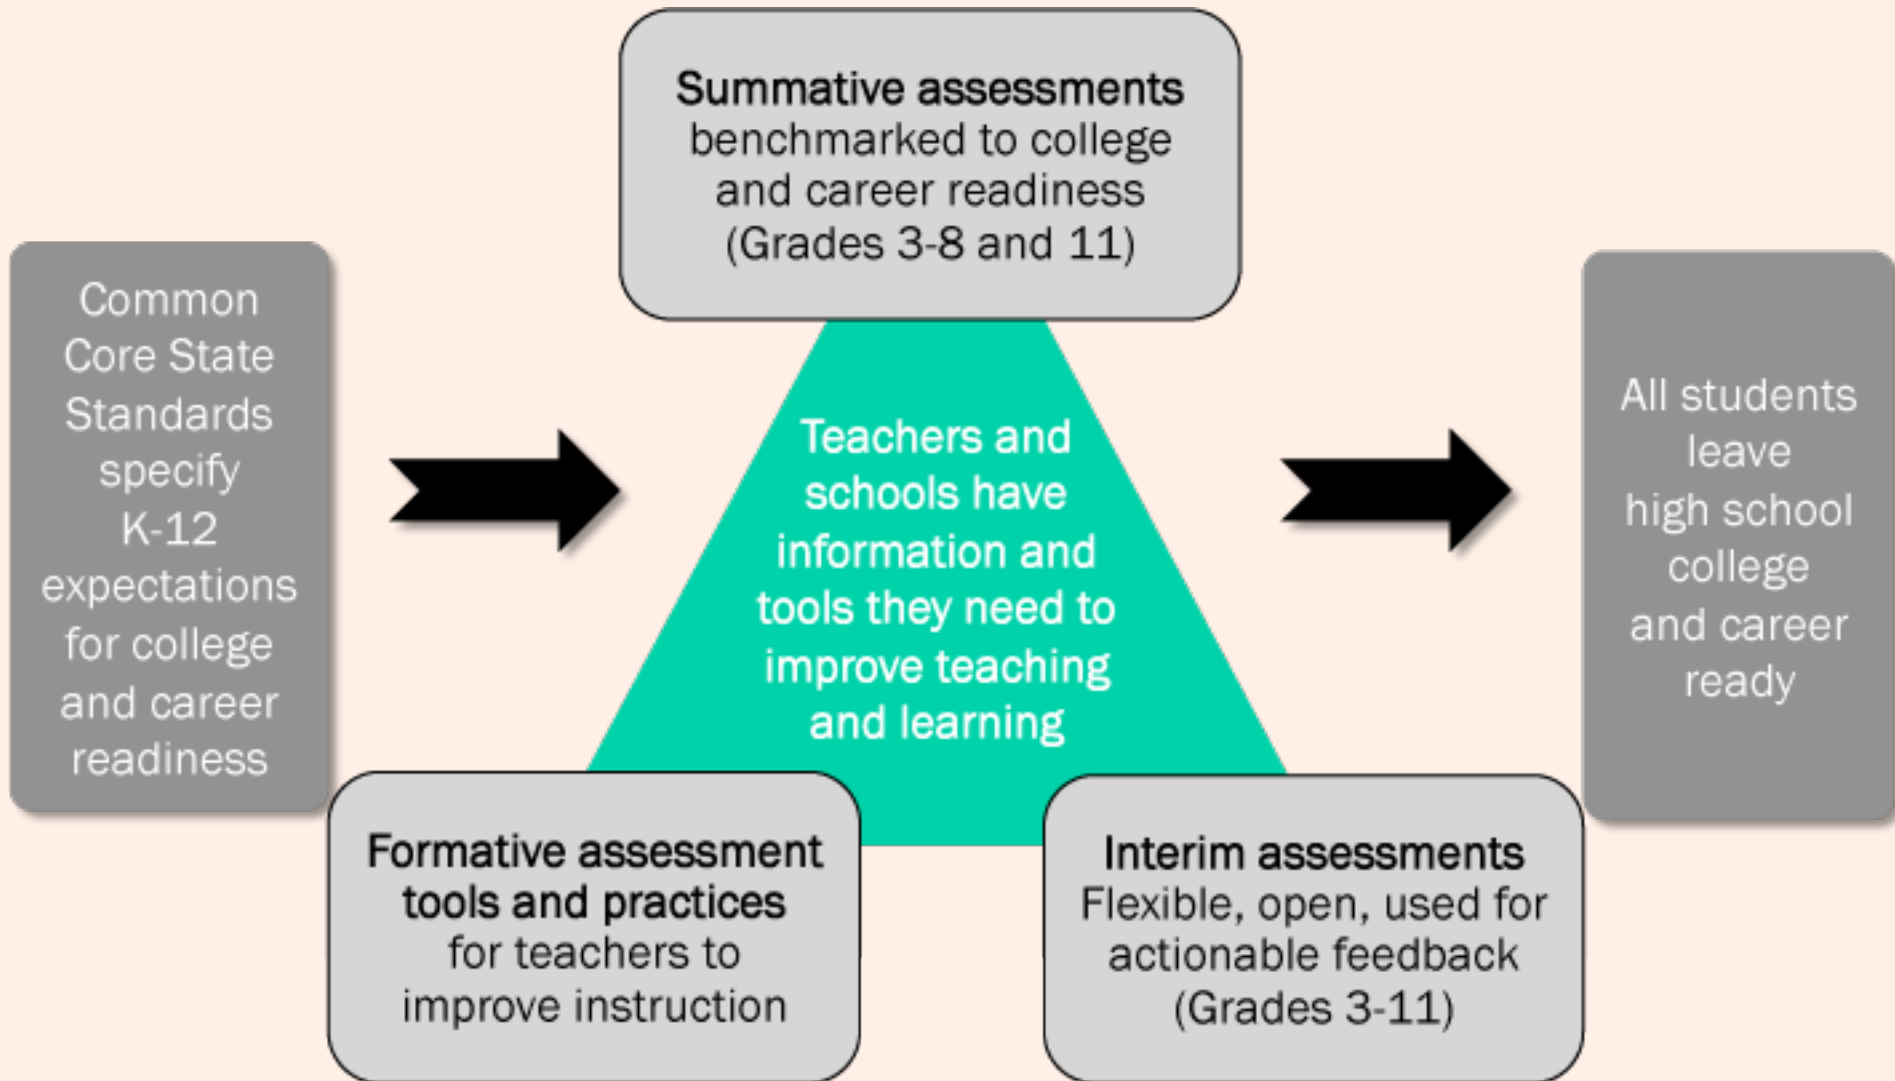 Summative assessments
benchmarked to college
and career readiness
(Grades 3-8 and 11)
Common
Core State
Standards
specify
K-12
expectations
for college
and career
readiness
Teachers and
schools have
information and
tools they need to
improve teaching
and learning
All students
leave
high school
college
and career
ready
Formative assessment
tools and practices
for teachers to
improve instruction
Interim assessments
Flexible, open, used for
actionable feedback
(Grades 3-11)